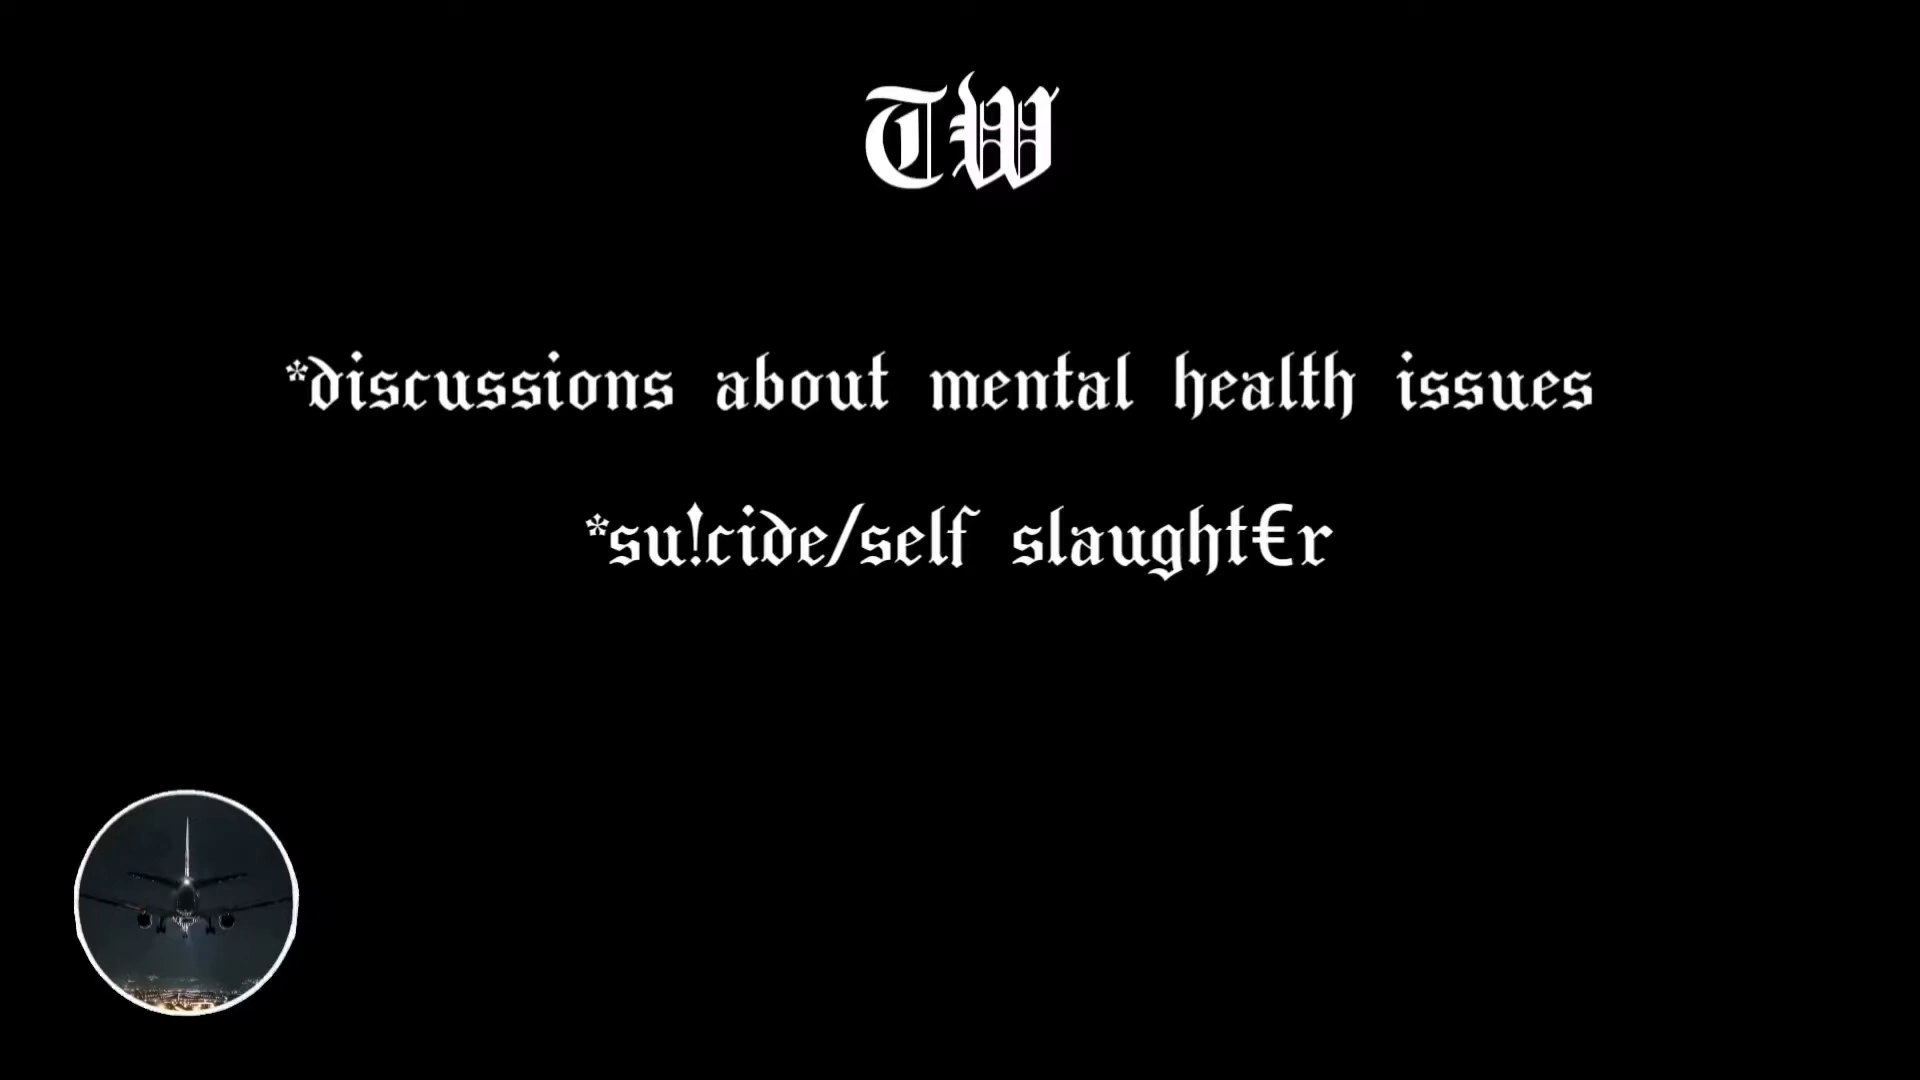 TW
*discussions about mental health issues
*su!cide/self slaught€r